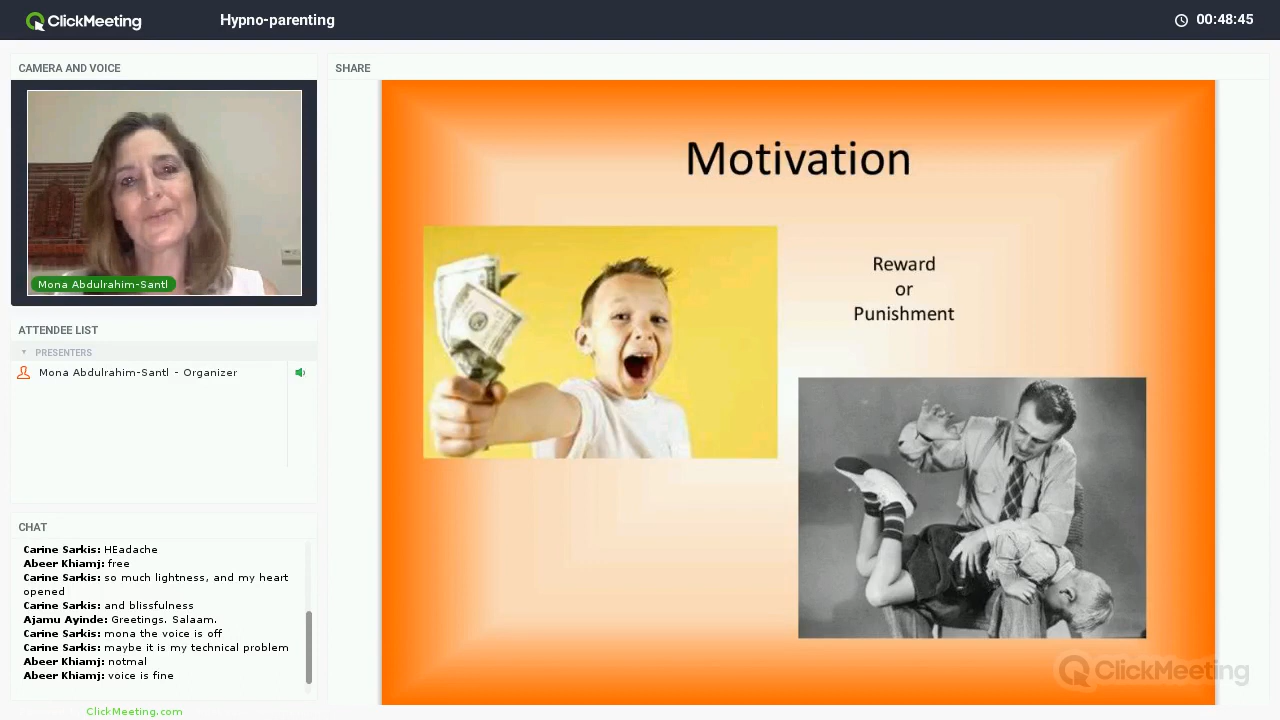 ClickMeeting
Hypno-parenting
00:48:45
CAMERA AND VOICE
Mona Abdulrahim-Santl
ATTENDEE LIST
PRESENTERS
Mona Abdulrahim-Santl - Organizer
CHAT
Carine Sarkis: HEadache
Abeer Khiamj: free
Carine Sarkis: so much lightness, and my heart
opened
Carine Sarkis: and blissfulness
Ajamu Ayinde: Greetings. Salaam.
Carine Sarkis: mona the voice is off
Carine Sarkis: maybe it is my technical problem
Abeer Khiamj: notmal
Abeer Khiamj: voice is fine
ClickMeeting.com
SHARE
Motivation
Reward
or
Punishment
ClickMeeting